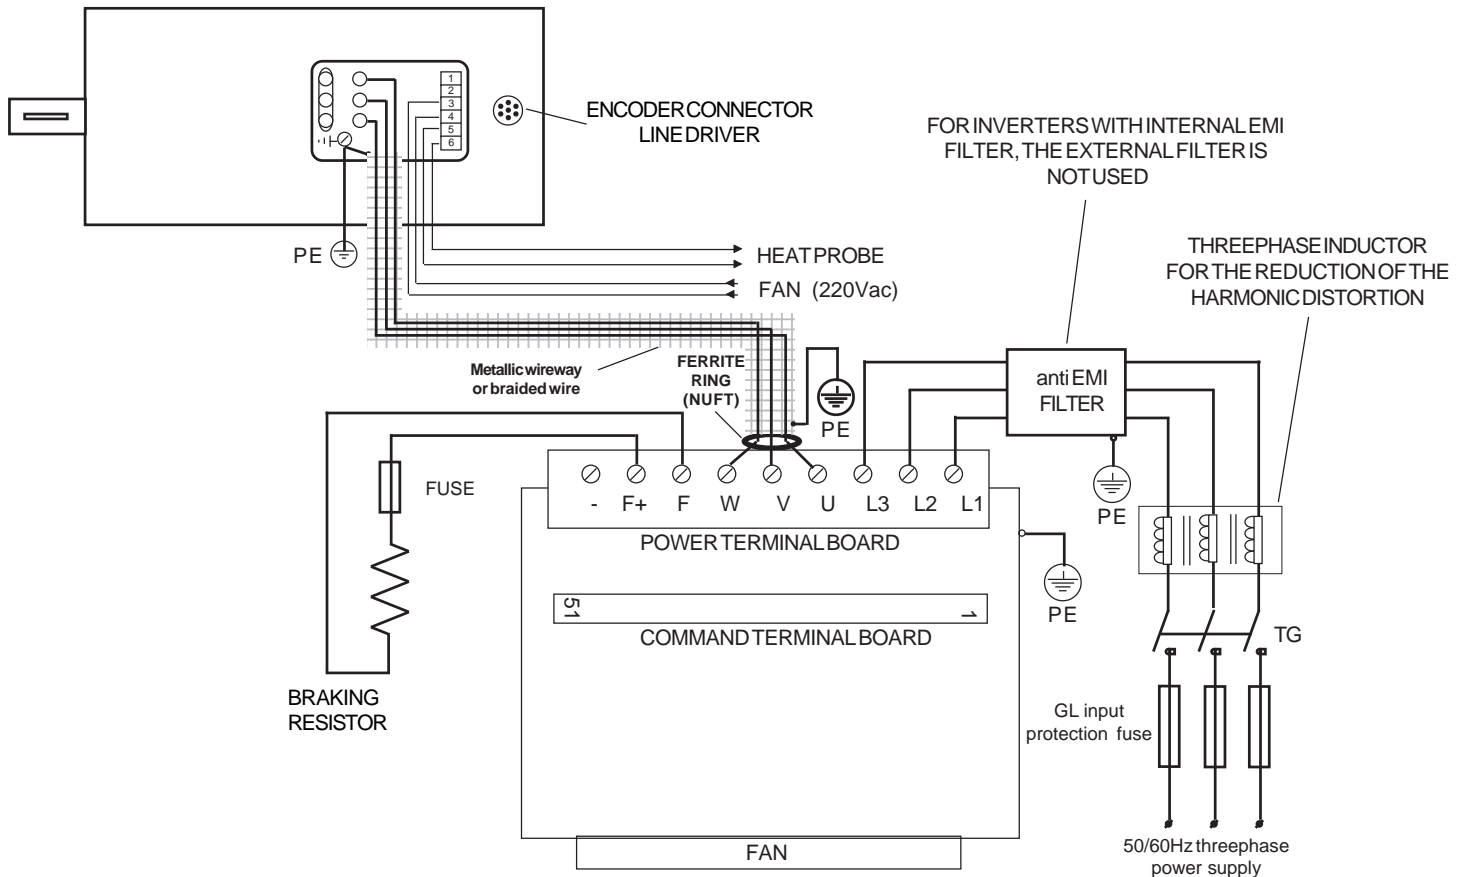 1
2
3
4
5
6
ENCODER CONNECTOR
LINE DRIVER
FOR INVERTERS WITH INTERNAL EMI
FILTER, THE EXTERNAL FILTER IS
NOT USED
PE
HEAT PROBE
FAN (220Vac)
THREEPHASE INDUCTOR
FOR THE REDUCTION OF THE
HARMONIC DISTORTION
Metallic wireway
or braided wire
FERRITE
RING
(NUFT)
PE
anti EMI
FILTER
PE
FUSE
- F+ F W V U L3 L2 L1
POWER TERMINAL BOARD
PE
51 1
COMMAND TERMINAL BOARD
TG
BRAKING
RESISTOR
GL input
protection fuse
FAN
50/60Hz threephase
power supply